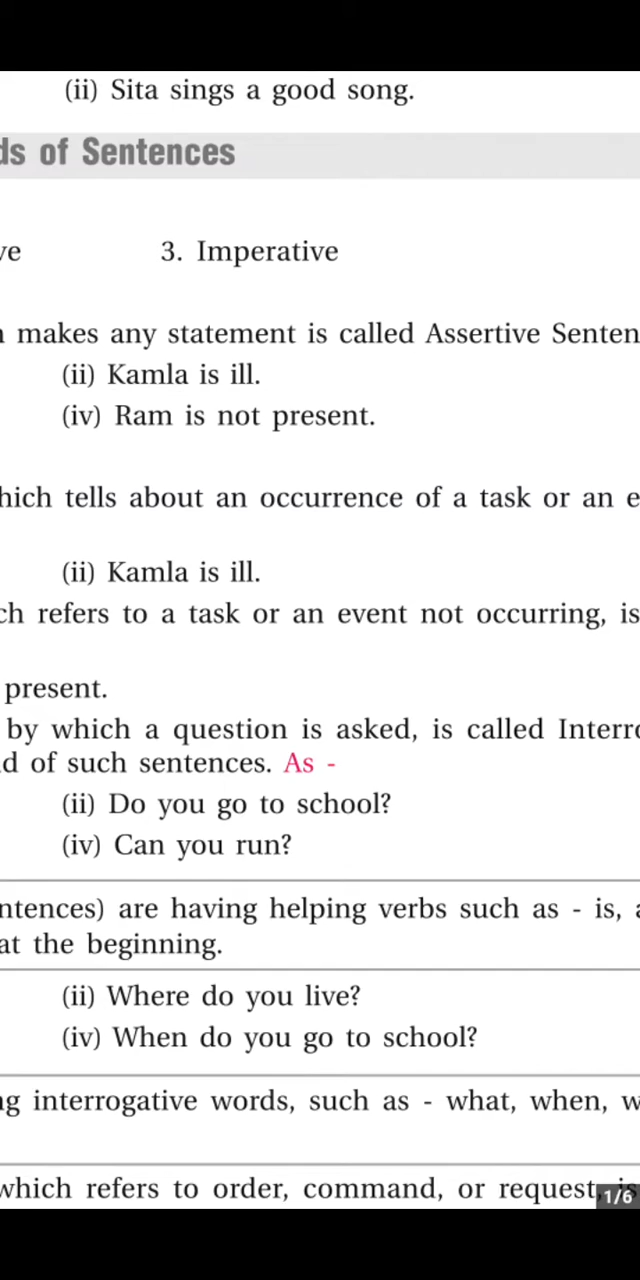 (ii) Sita sings a good song.
ds of Sentences
ve 3. Imperative
makes any statement is called Assertive Senten
(ii) Kamla is ill.
(iv) Ram is not present.
hich tells about an occurrence of a task or an e
(ii) Kamla is ill.
ch refers to a task or an event not occurring, is
present.
by which a question is asked, is called Interro
d of such sentences. As -
(ii) Do you go to school?
(iv) Can you run?
ntences) are having helping verbs such as - is, a
at the beginning.
(ii) Where do you live?
(iv) When do you go to school?
g interrogative words, such as - what, when, w
which refers to order, command, or request, is
1/6